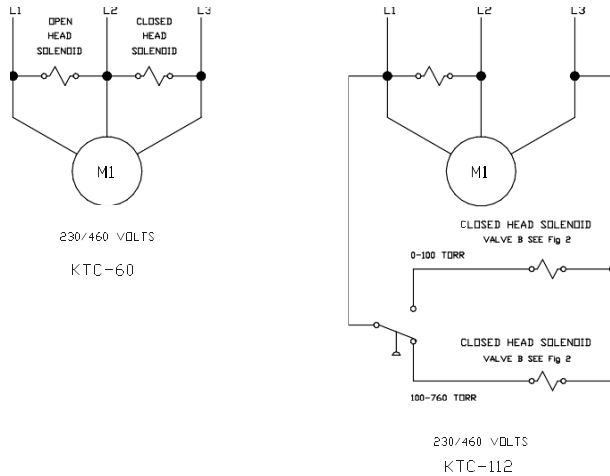 L1
L2
L3
OPEN
HEAD
SOLENOID
CLOSED
HEAD
SOLENOID
M1
230/460 VOLTS
KTC-60
L1
L2
L3
M1
CLOSED HEAD SOLENOID
VALVE B SEE Fig 2
0-100 TORR
CLOSED HEAD SOLENOID
VALVE B SEE Fig 2
100-760 TORR
230/460 VOLTS
KTC-112